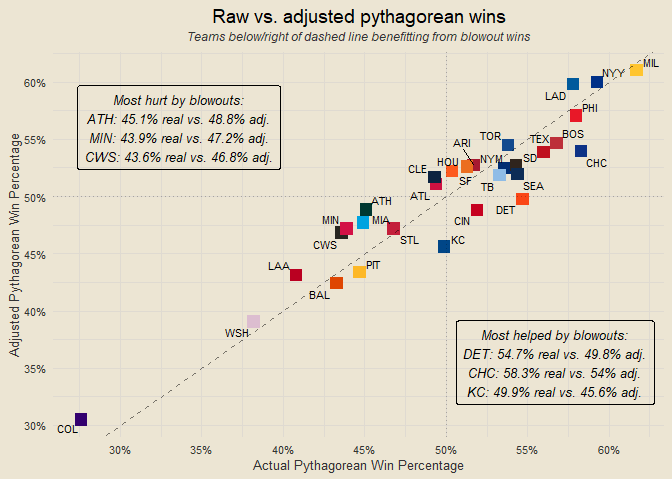 Raw vs. adjusted pythagorean wins
Teams below/right of dashed line benefitting from blowout wins
Adjusted Pythagorean Win Percentage
60%
55%
50%
45%
40%
35%
30%
Most hurt by blowouts:
ATH: 45.1% real vs. 48.8% adj.
MIN: 43.9% real vs. 47.2% adj.
CWS: 43.6% real vs. 46.8% adj.
MIL
NYY
LAD
PHI
TOR
TEX
BOS
ARI
CHC
HOU
NYM
SD
CLE
SF
TB
SEA
ATL
ATH
DET
MIN
MIA
CIN
CWS
STL
KC
LAA
PIT
BAL
WSH
COL
Most helped by blowouts:
DET: 54.7% real vs. 49.8% adj.
CHC: 58.3% real vs. 54% adj.
KC: 49.9% real vs. 45.6% adj.
30%
35%
40%
45%
50%
55%
60%
Actual Pythagorean Win Percentage